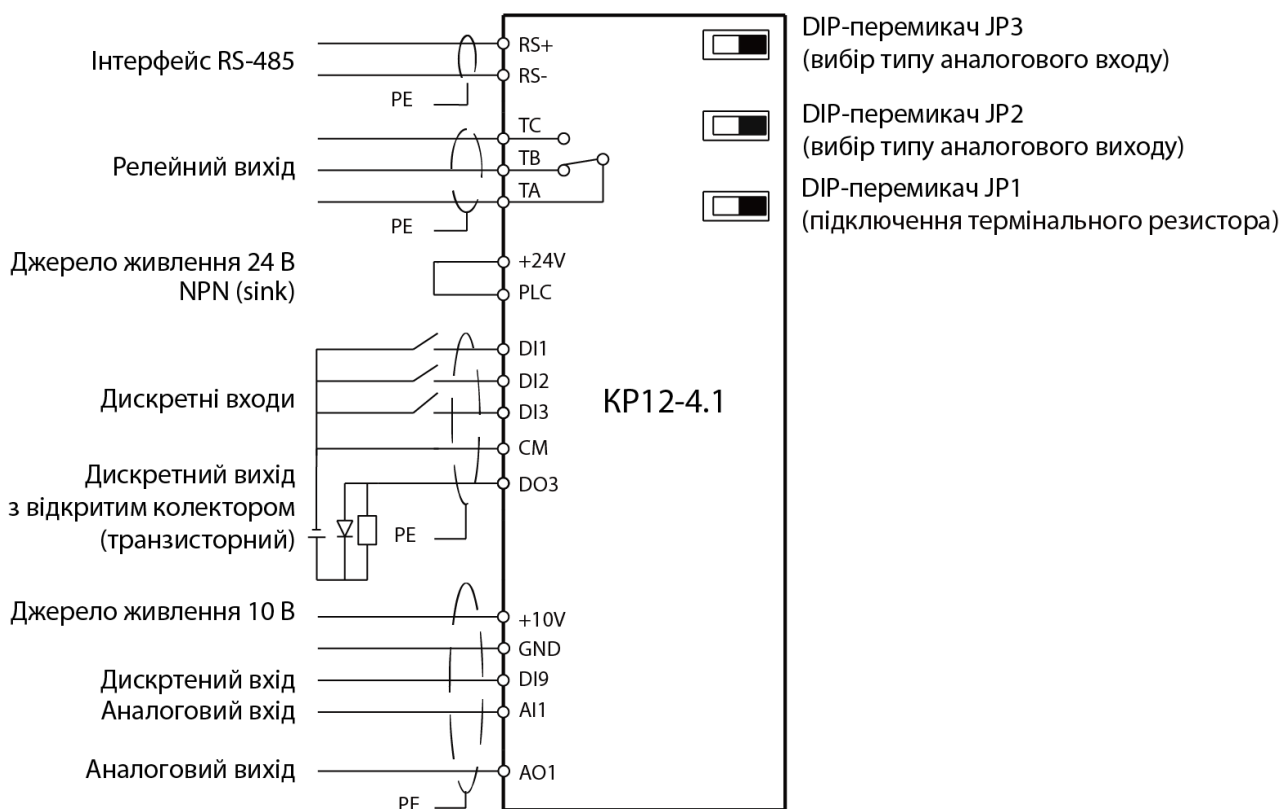 Інтерфейс RS-485
RS+
RS-
PE
Релейний вихід
TC
TB
TA
PE
Джерело живлення 24 В
NPN (sink)
+24V
PLC
Дискретні входи
DI1
DI2
DI3
CM
Дискретний вихід
з відкритим колектором
(транзисторний)
DO3
PE
Джерело живлення 10 В
+10V
GND
Дискртений вхід
DI9
Аналоговий вхід
AI1
Аналоговий вихід
AO1
PE
КР12-4.1
DIP-перемикач JP3
(вибір типу аналогового входу)
DIP-перемикач JP2
(вибір типу аналогового виходу)
DIP-перемикач JP1
(підключення термінального резистора)